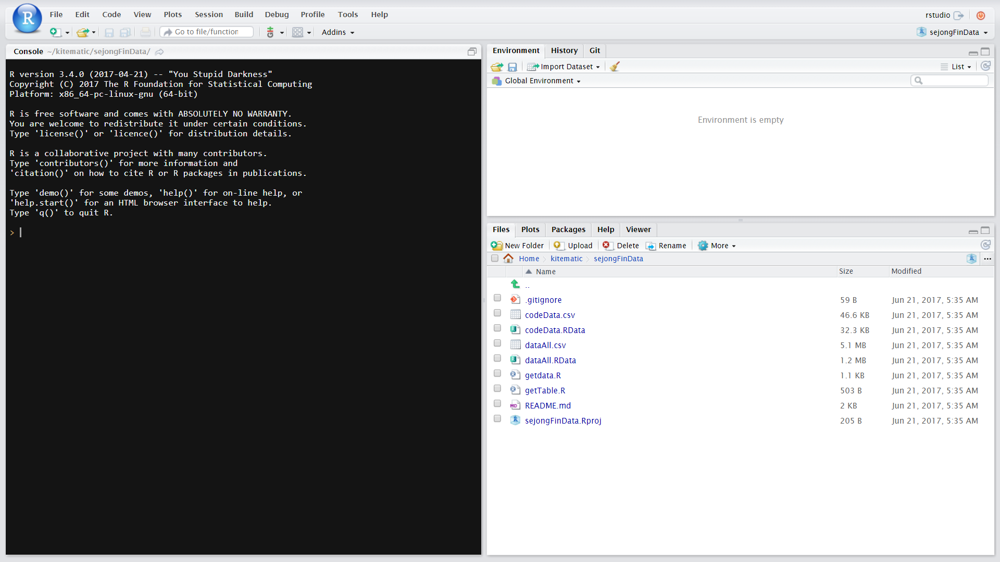 R File Edit Code View Plots Session Build Debug Profile Tools Help rstudio
Go to file/function Addins sejongFinData
Console ~/kitematic/sejongFinData/
R version 3.4.0 (2017-04-21) -- "You Stupid Darkness"
Copyright (C) 2017 The R Foundation for Statistical Computing
Platform: x86_64-pc-linux-gnu (64-bit)
R is free software and comes with ABSOLUTELY NO WARRANTY.
You are welcome to redistribute it under certain conditions.
Type 'license()' or 'licence()' for distribution details.
R is a collaborative project with many contributors.
Type 'contributors()' for more information and
'citation()' on how to cite R or R packages in publications.
Type 'demo()' for some demos, 'help()' for on-line help, or
'help.start()' for an HTML browser interface to help.
Type 'q()' to quit R.
>
Environment History Git
Import Dataset List
Global Environment
Environment is empty
Files Plots Packages Help Viewer
New Folder Upload Delete Rename More
Home kitematic sejongFinData ...
Name Size Modified
..
.gitignore 59 B Jun 21, 2017, 5:35 AM
codeData.csv 46.6 KB Jun 21, 2017, 5:35 AM
codeData.RData 32.3 KB Jun 21, 2017, 5:35 AM
dataAll.csv 5.1 MB Jun 21, 2017, 5:35 AM
dataAll.RData 1.2 MB Jun 21, 2017, 5:35 AM
getdata.R 1.1 KB Jun 21, 2017, 5:35 AM
getTable.R 503 B Jun 21, 2017, 5:35 AM
README.md 2 KB Jun 21, 2017, 5:35 AM
sejongFinData.Rproj 205 B Jun 21, 2017, 5:35 AM